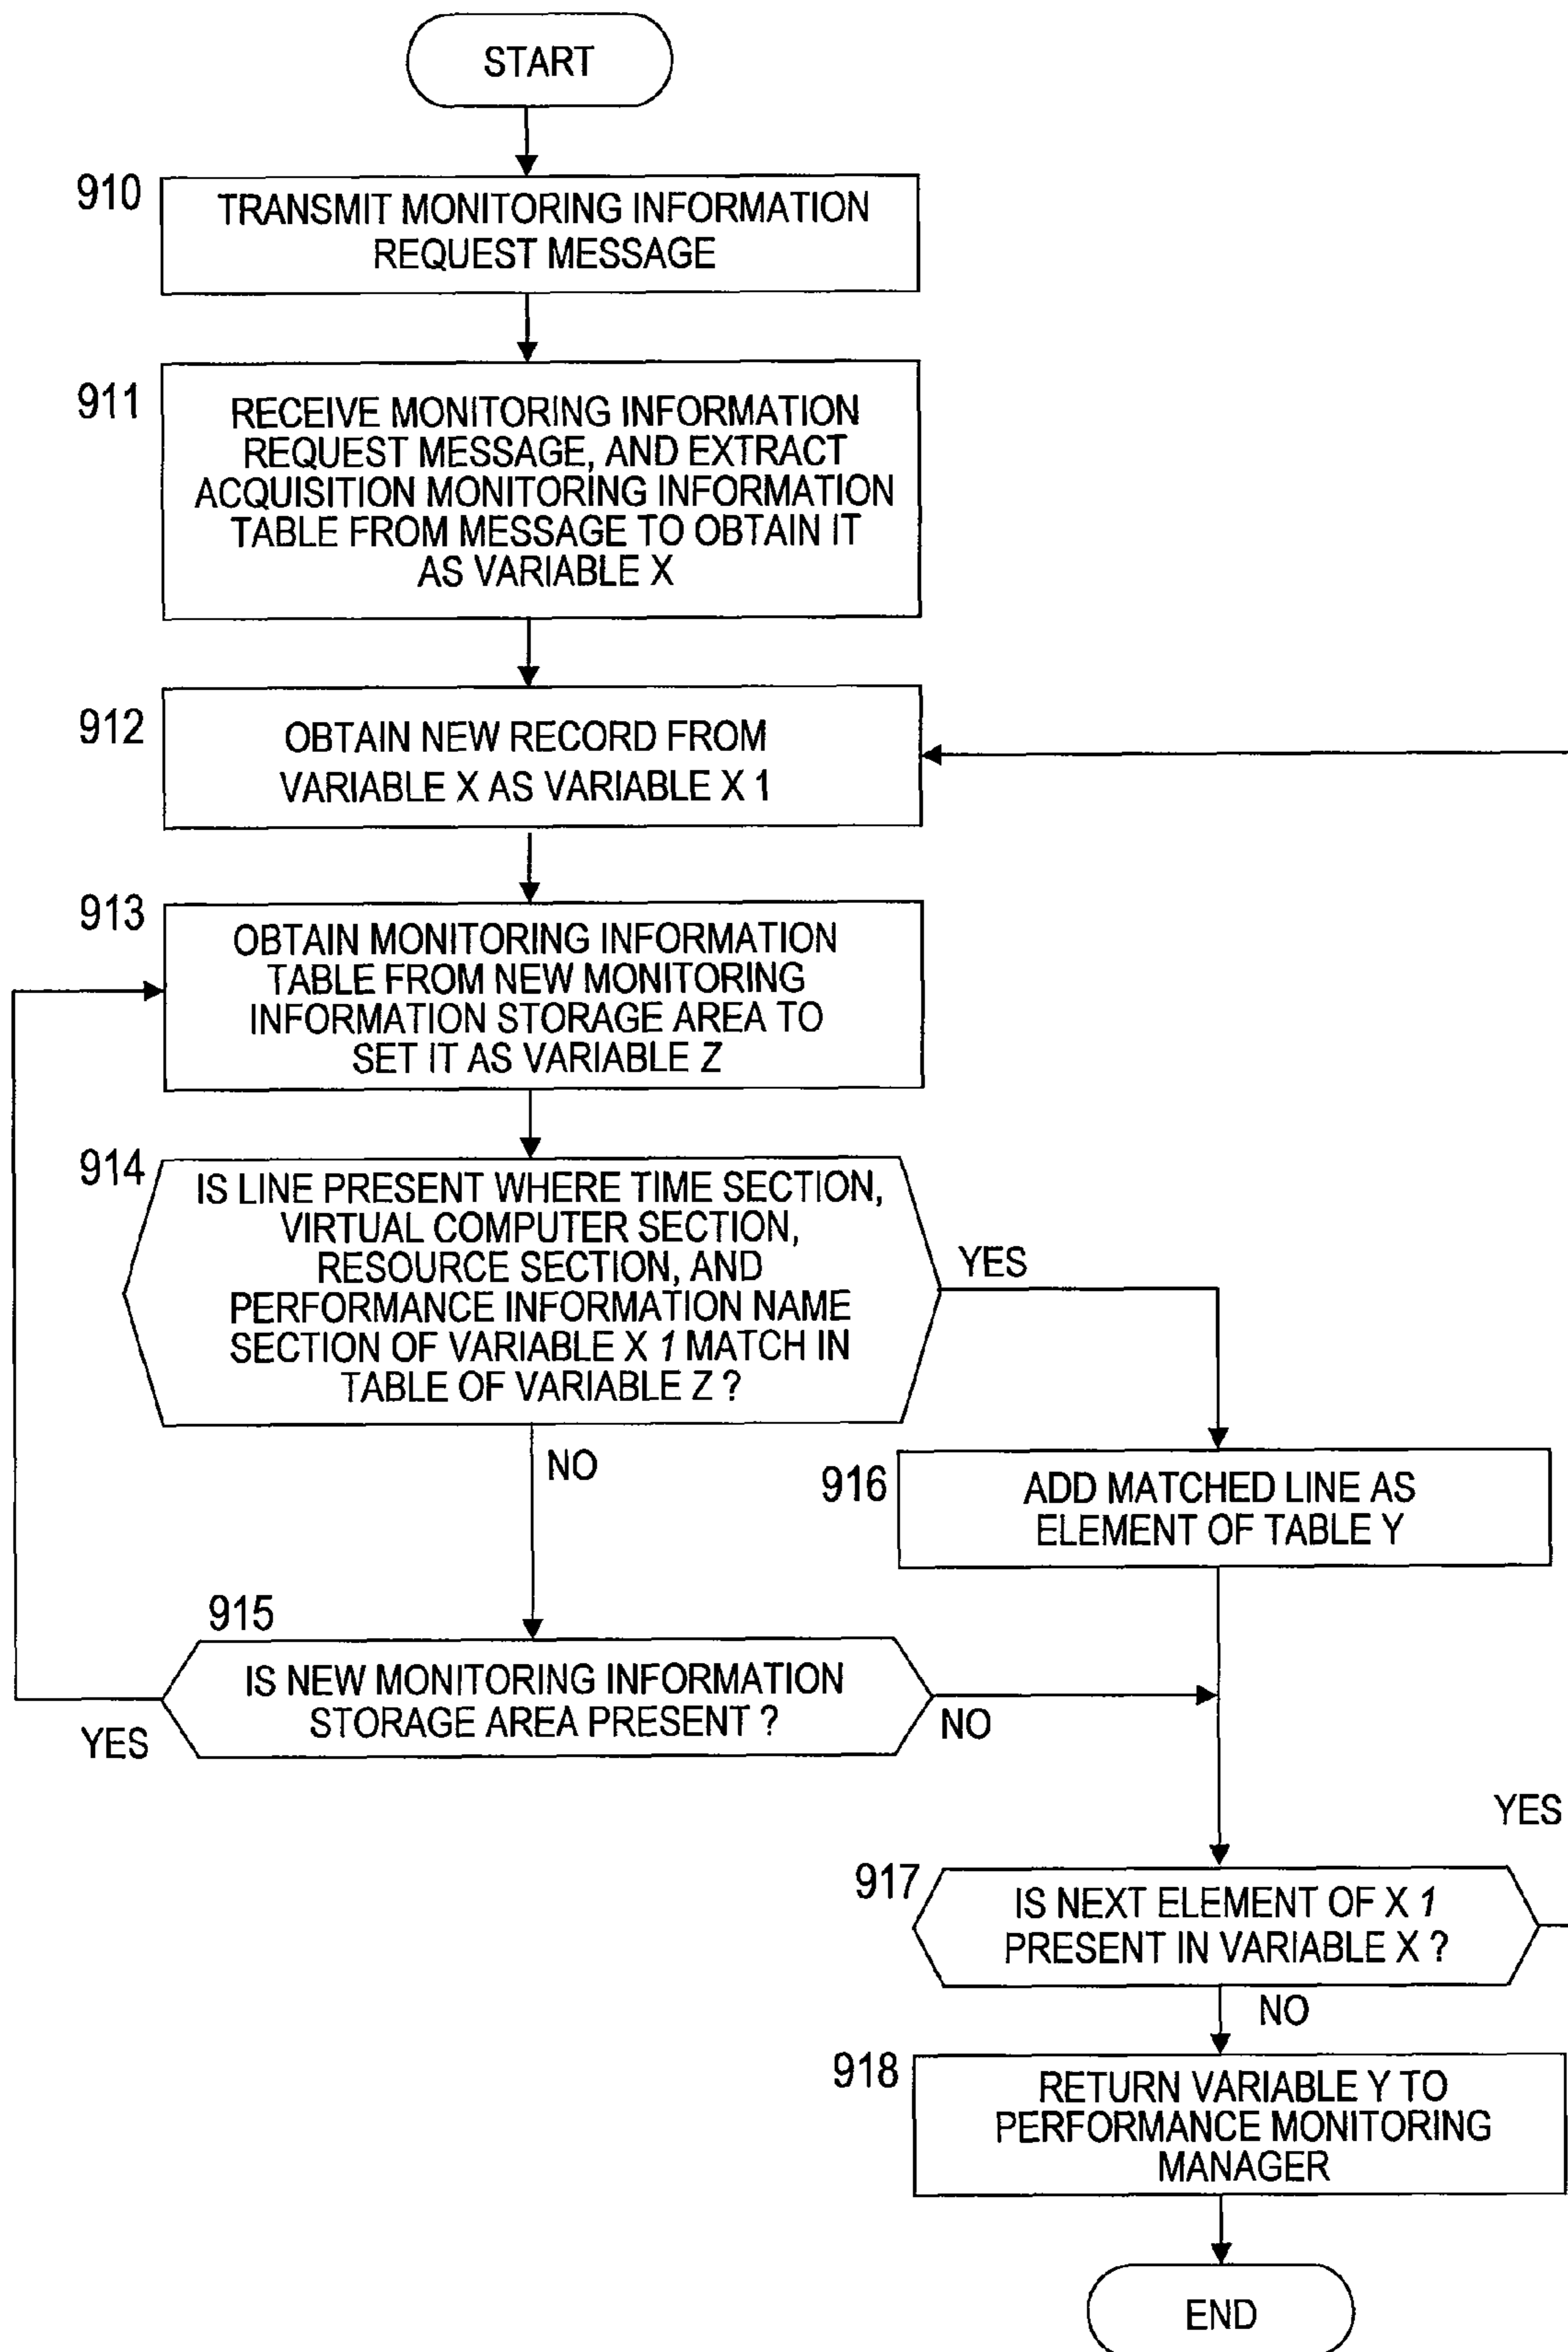 START
910
TRANSMIT MONITORING INFORMATION
REQUEST MESSAGE
911
RECEIVE MONITORING INFORMATION
REQUEST MESSAGE, AND EXTRACT
ACQUISITION MONITORING INFORMATION
TABLE FROM MESSAGE TO OBTAIN IT
AS VARIABLE X
912
OBTAIN NEW RECORD FROM
VARIABLE X AS VARIABLE X 1
913
OBTAIN MONITORING INFORMATION
TABLE FROM NEW MONITORING
INFORMATION STORAGE AREA TO
SET IT AS VARIABLE Z
914
IS LINE PRESENT WHERE TIME SECTION,
VIRTUAL COMPUTER SECTION,
RESOURCE SECTION, AND
PERFORMANCE INFORMATION NAME
SECTION OF VARIABLE X 1 MATCH IN
TABLE OF VARIABLE Z ?
YES
NO
916
ADD MATCHED LINE AS
ELEMENT OF TABLE Y
915
IS NEW MONITORING INFORMATION
STORAGE AREA PRESENT ?
YES
NO
YES
917
IS NEXT ELEMENT OF X 1
PRESENT IN VARIABLE X ?
NO
918
RETURN VARIABLE Y TO
PERFORMANCE MONITORING
MANAGER
END